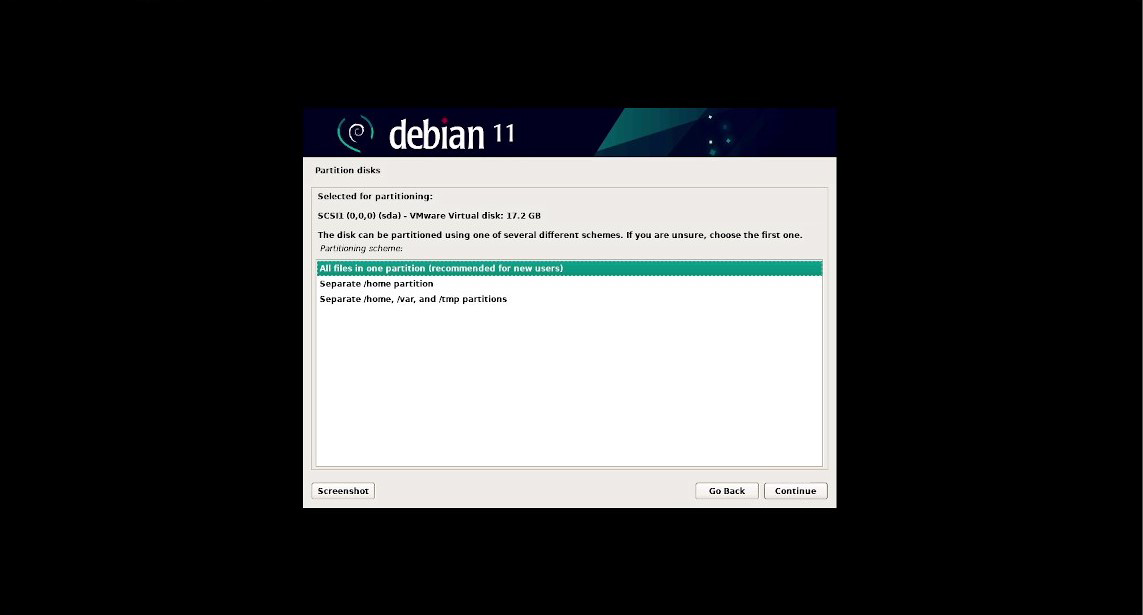 debian 11
Partition disks
Selected for partitioning:
SCSI1 (0,0,0) (sda) - VMware Virtual disk: 17.2 GB
The disk can be partitioned using one of several different schemes. If you are unsure, choose the first one.
Partitioning scheme:
All files in one partition (recommended for new users)
Separate /home partition
Separate /home, /var, and /tmp partitions
Screenshot
Go Back
Continue